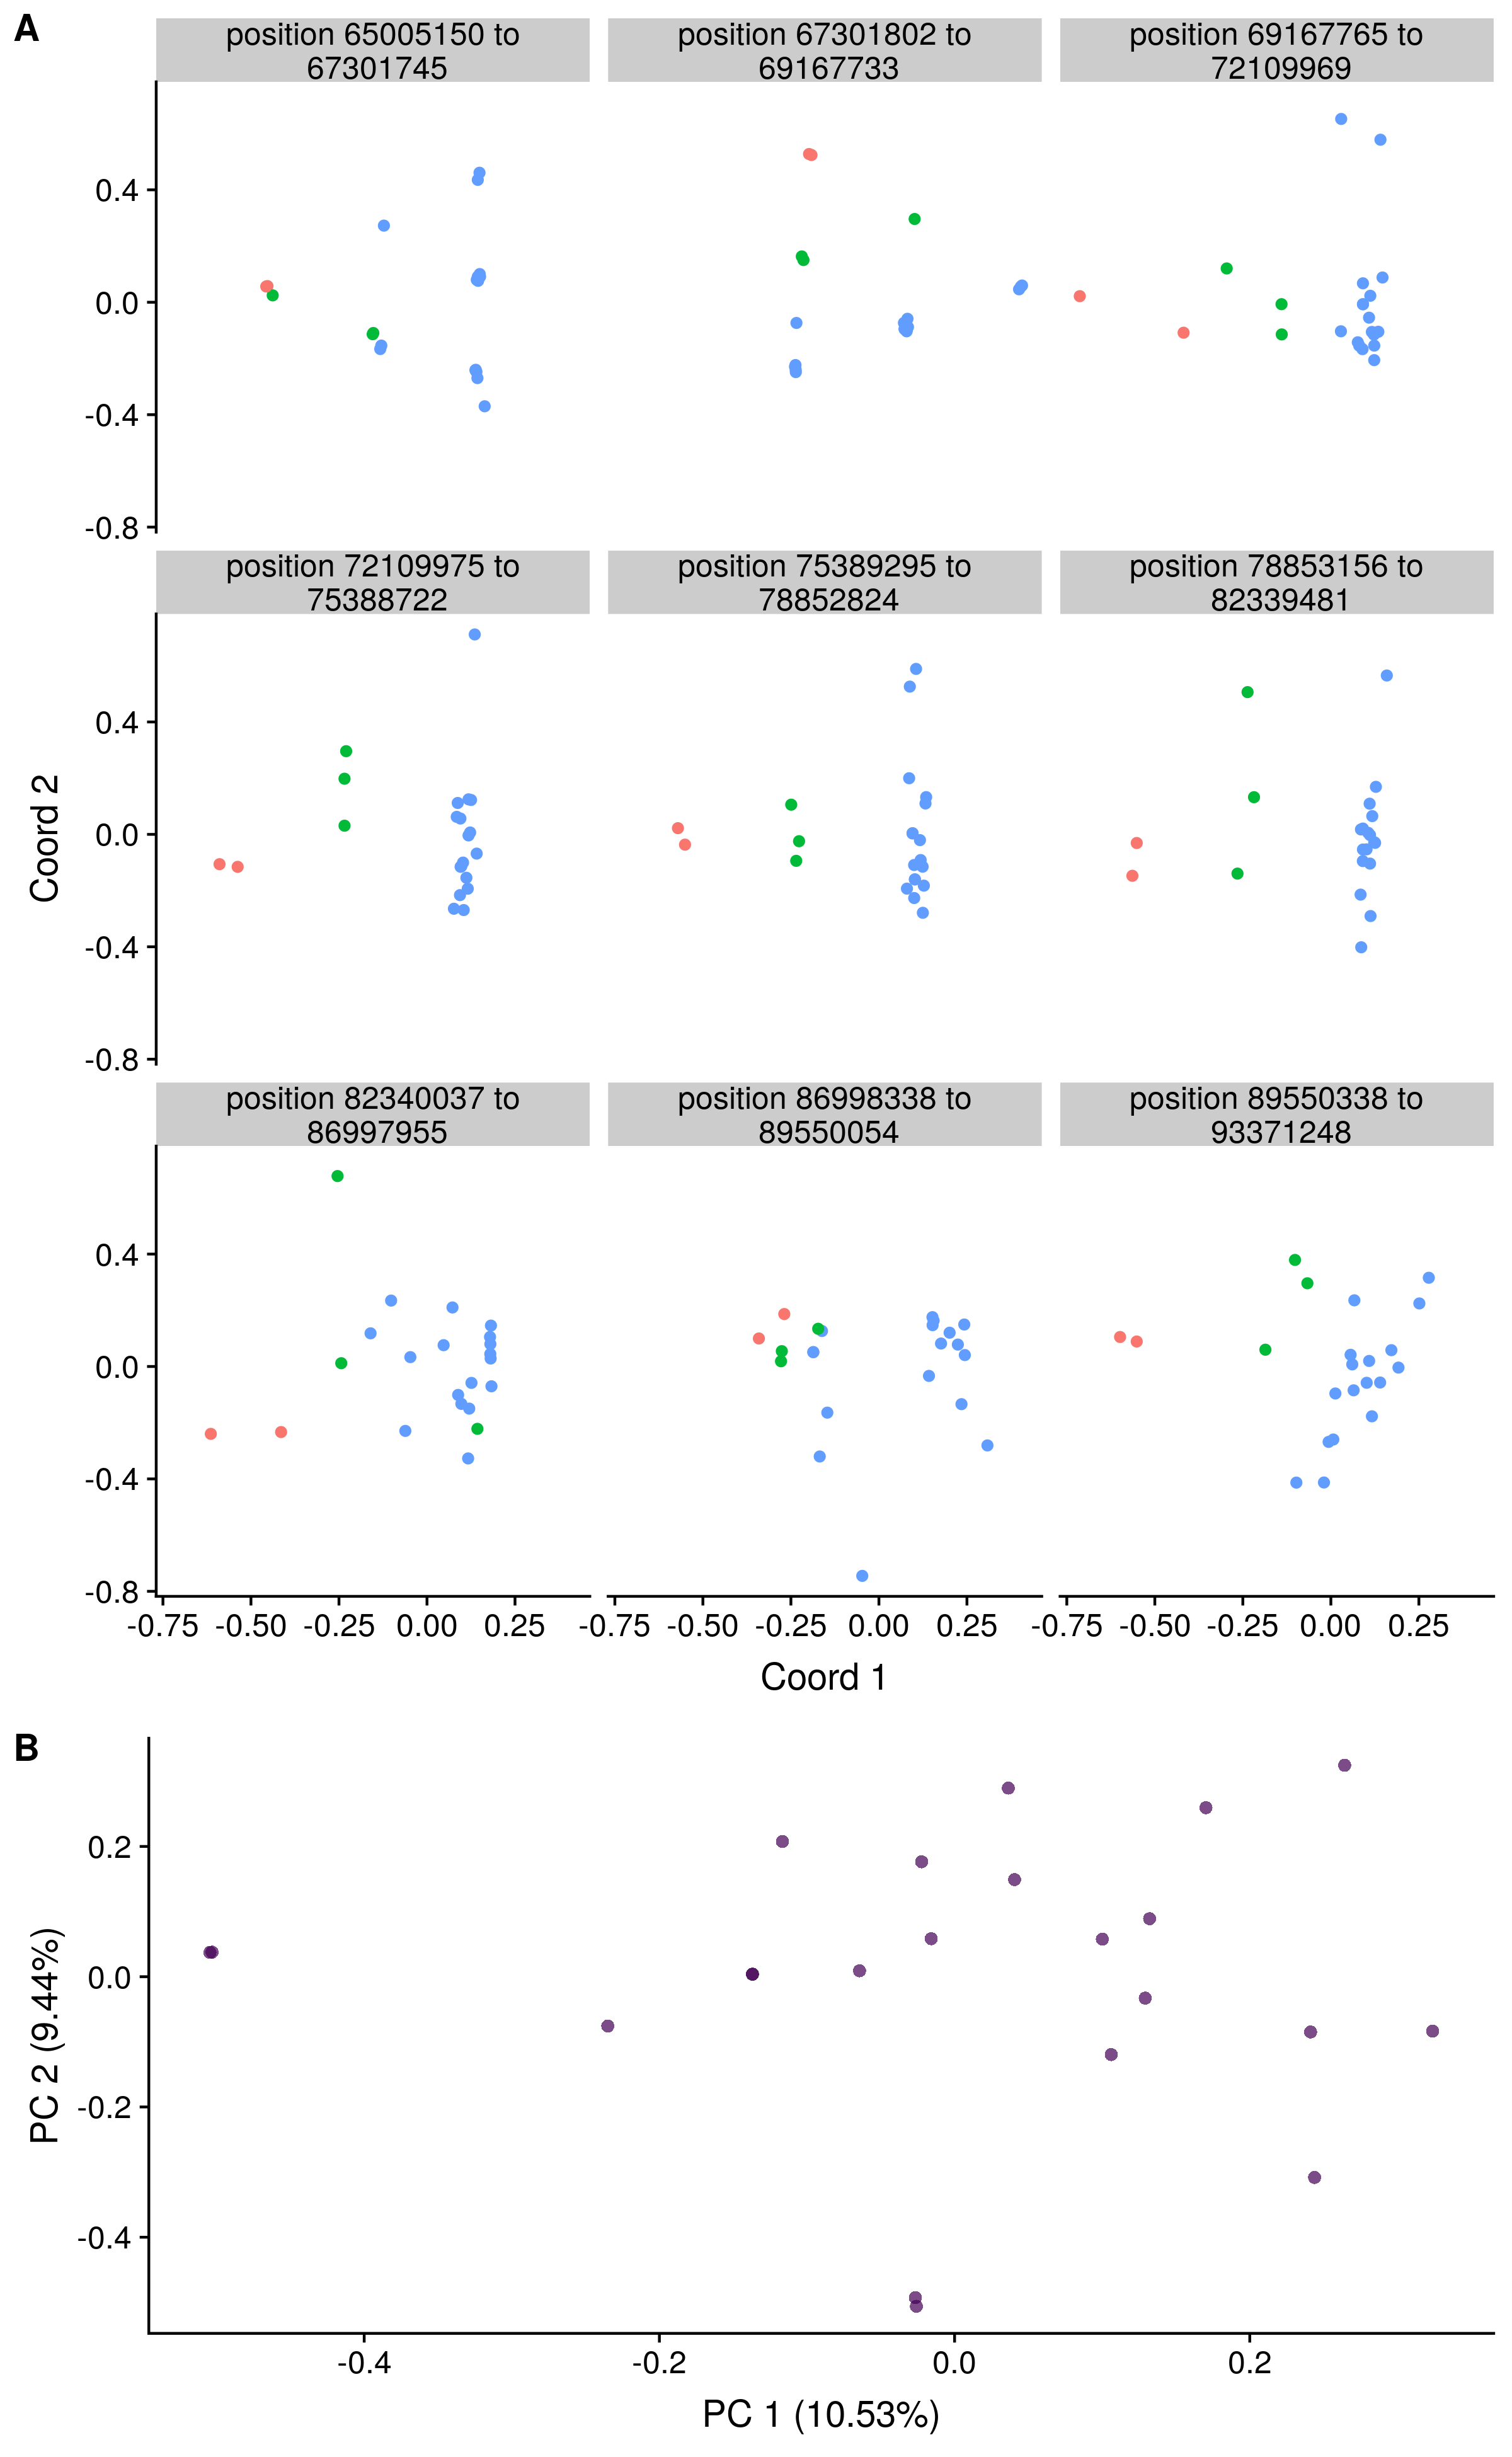 A
position 65005150 to
67301745
position 67301802 to
69167733
position 69167765 to
72109969
0.4
0.0
-0.4
-0.8
position 72109975 to
75388722
position 75389295 to
78852824
position 78853156 to
82339481
0.4
0.0
-0.4
-0.8
Coord 2
position 82340037 to
86997955
position 86998338 to
89550054
position 89550338 to
93371248
0.4
0.0
-0.4
-0.8
-0.75 -0.50 -0.25 0.00 0.25 -0.75 -0.50 -0.25 0.00 0.25 -0.75 -0.50 -0.25 0.00 0.25
Coord 1
B
0.2
0.0
-0.2
-0.4
PC 2 (9.44%)
-0.4 -0.2 0.0 0.2
PC 1 (10.53%)